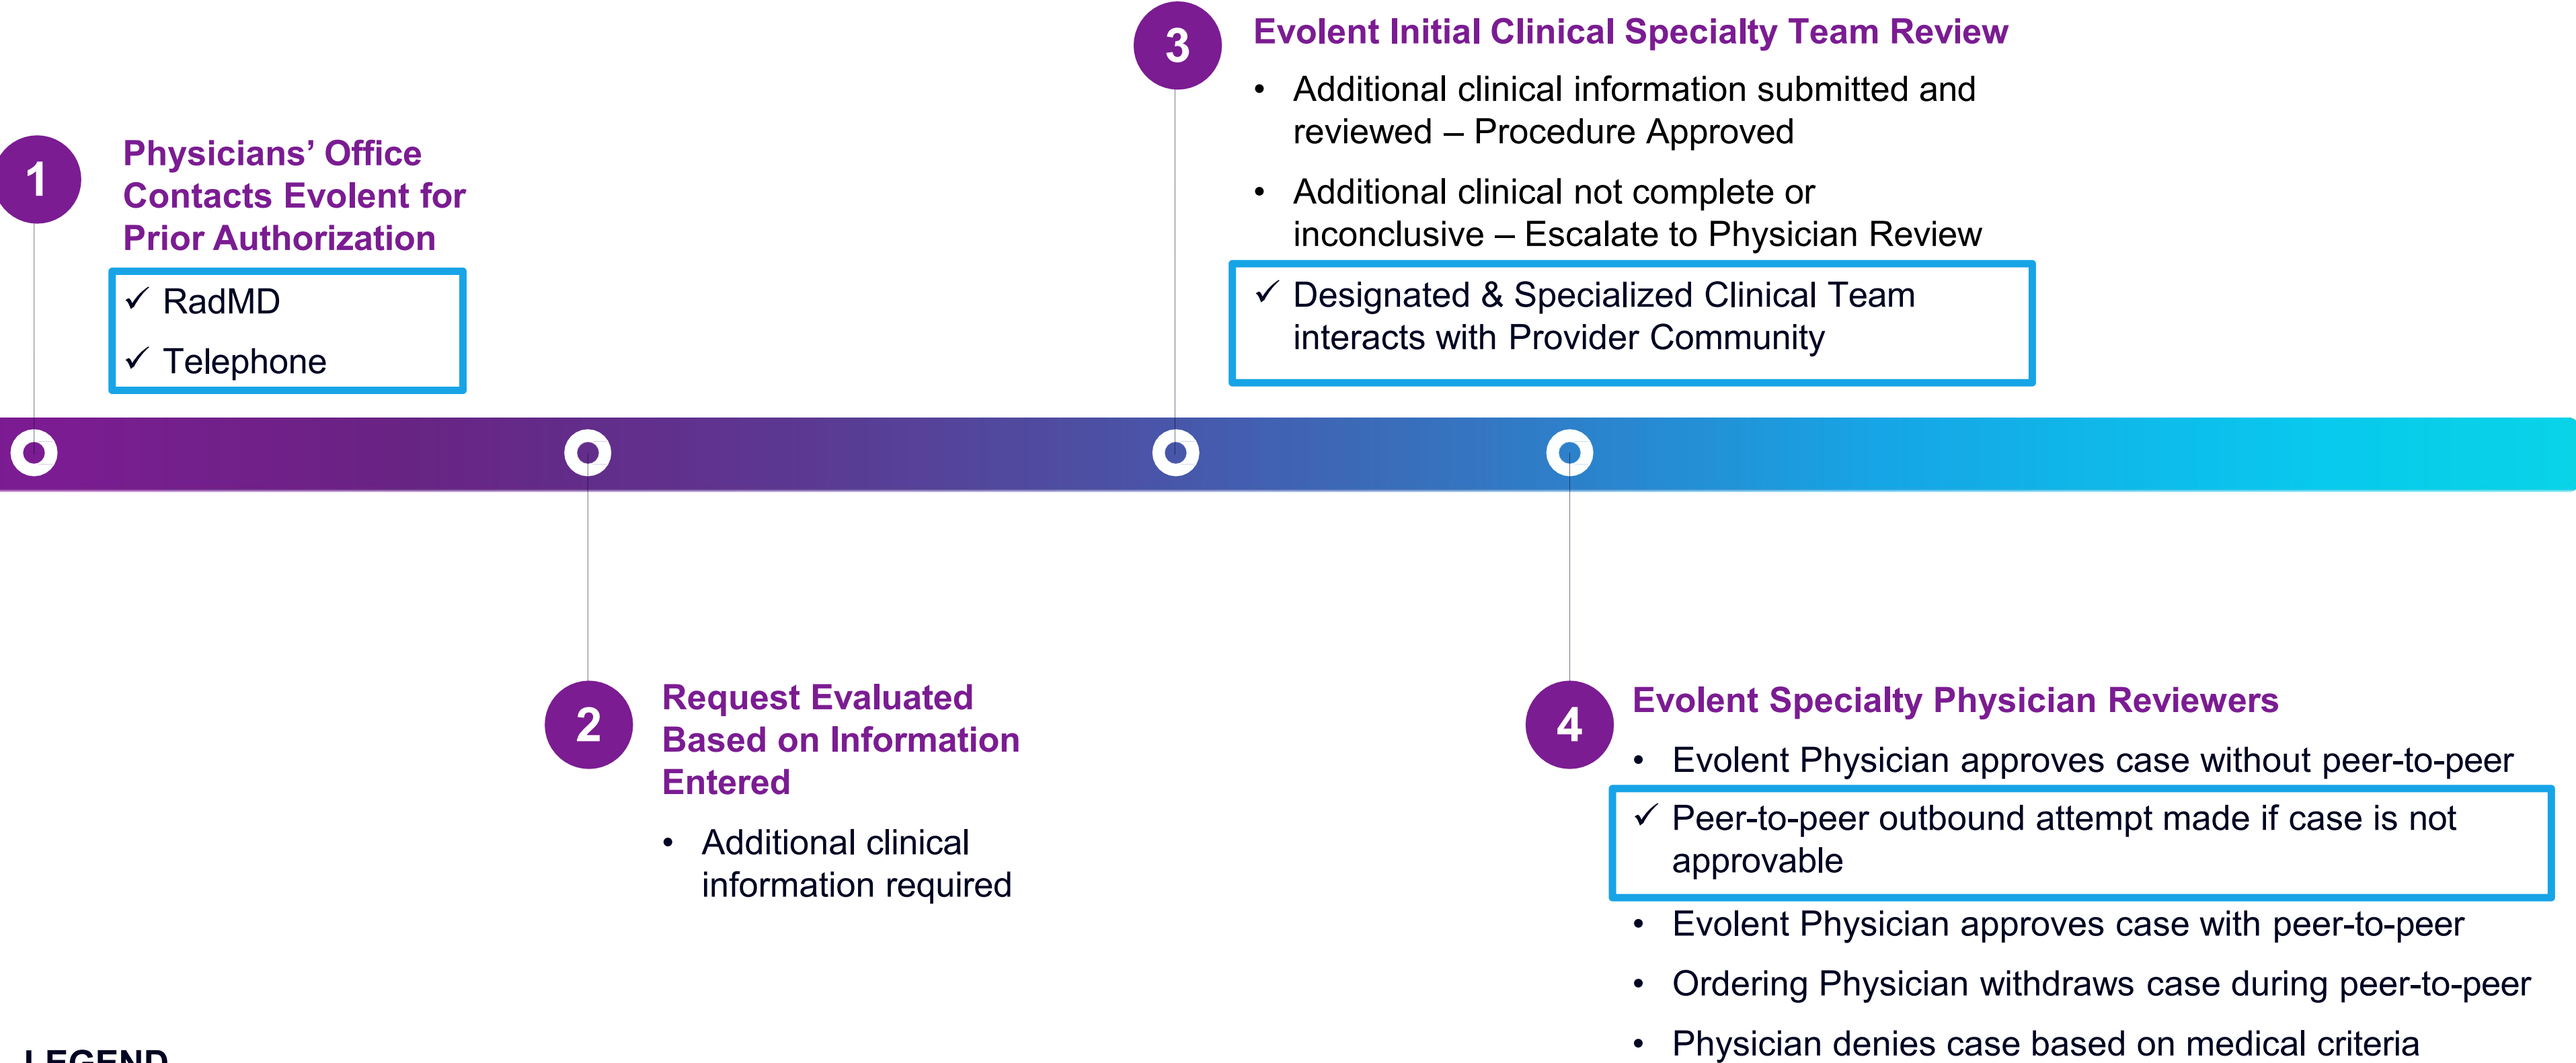 1
Physicians’ Office
Contacts Evolent for
Prior Authorization
✓ RadMD
✓ Telephone
2
Request Evaluated
Based on Information
Entered
• Additional clinical
information required
3
Evolent Initial Clinical Specialty Team Review
• Additional clinical information submitted and
reviewed – Procedure Approved
• Additional clinical not complete or
inconclusive – Escalate to Physician Review
✓ Designated & Specialized Clinical Team
interacts with Provider Community
4
Evolent Specialty Physician Reviewers
• Evolent Physician approves case without peer-to-peer
✓ Peer-to-peer outbound attempt made if case is not
approvable
• Evolent Physician approves case with peer-to-peer
• Ordering Physician withdraws case during peer-to-peer
• Physician denies case based on medical criteria
LEGEND